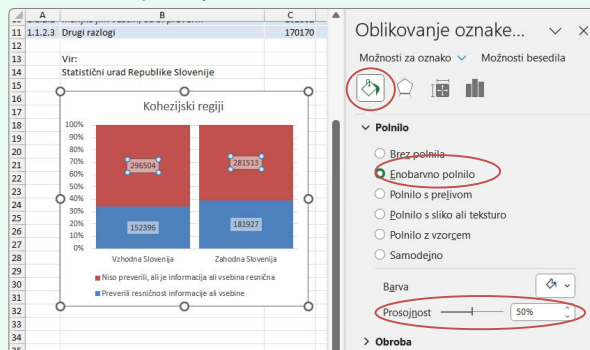 A B C
11 1.1.2.3 Drugi razlogi 170170
12
13 Vir:
14 Statistični urad Republike Slovenije
15
16
17
18
19
20
21
22
23
24
25
26
27
28
29
30
31
32
33
34
Kohezijski regiji
100%
90%
80%
70%
60%
50%
40%
30%
20%
10%
0%
296504 281513
152396 181927
Vzhodna Slovenija Zahodna Slovenija
Niso preverili, ali je informacija ali vsebina resnična
Preverili resničnost informacije ali vsebine
Oblikovanje oznake...
Možnosti za oznako Možnosti besedila
Polnilo
Brez polnila
Enobarvno polnilo
Polnilo s prelivom
Polnilo s sliko ali teksturo
Polnilo z vzorcem
Samodejno
Barva
Prosojnost 50%
Obroba